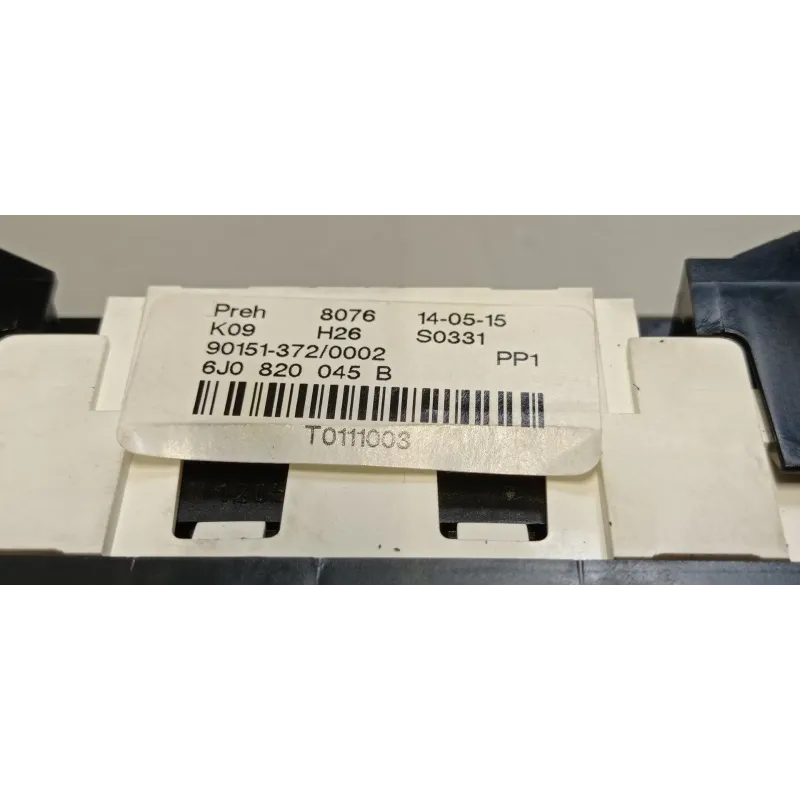 Preh 8076 14-05-15
K09 H26 S0331
90151-372/0002 PP1
6J0 820 045 B
T0111003